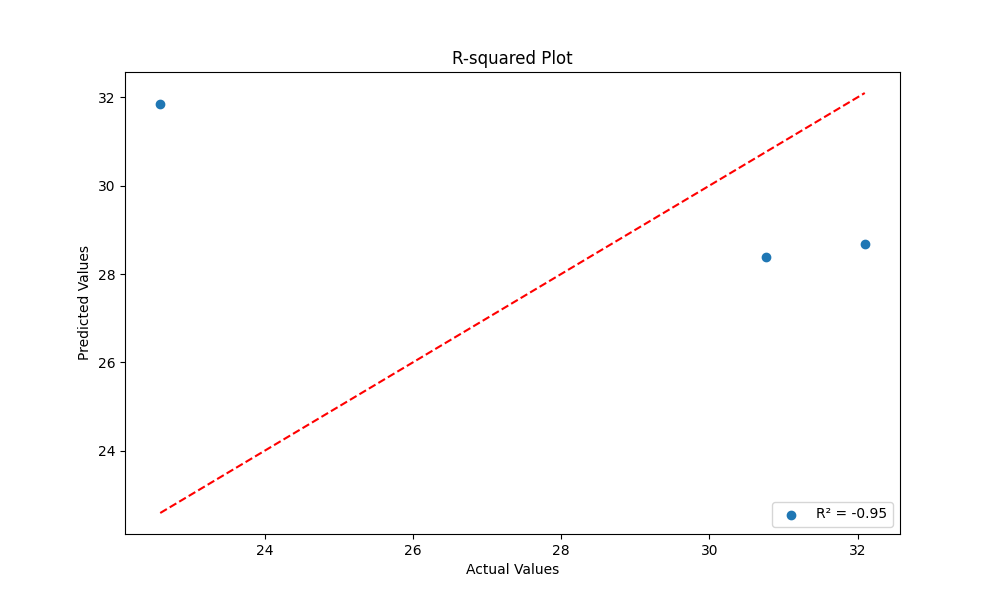 R-squared Plot
Predicted Values
32
30
28
26
24
R² = -0.95
24 26 28 30 32
Actual Values